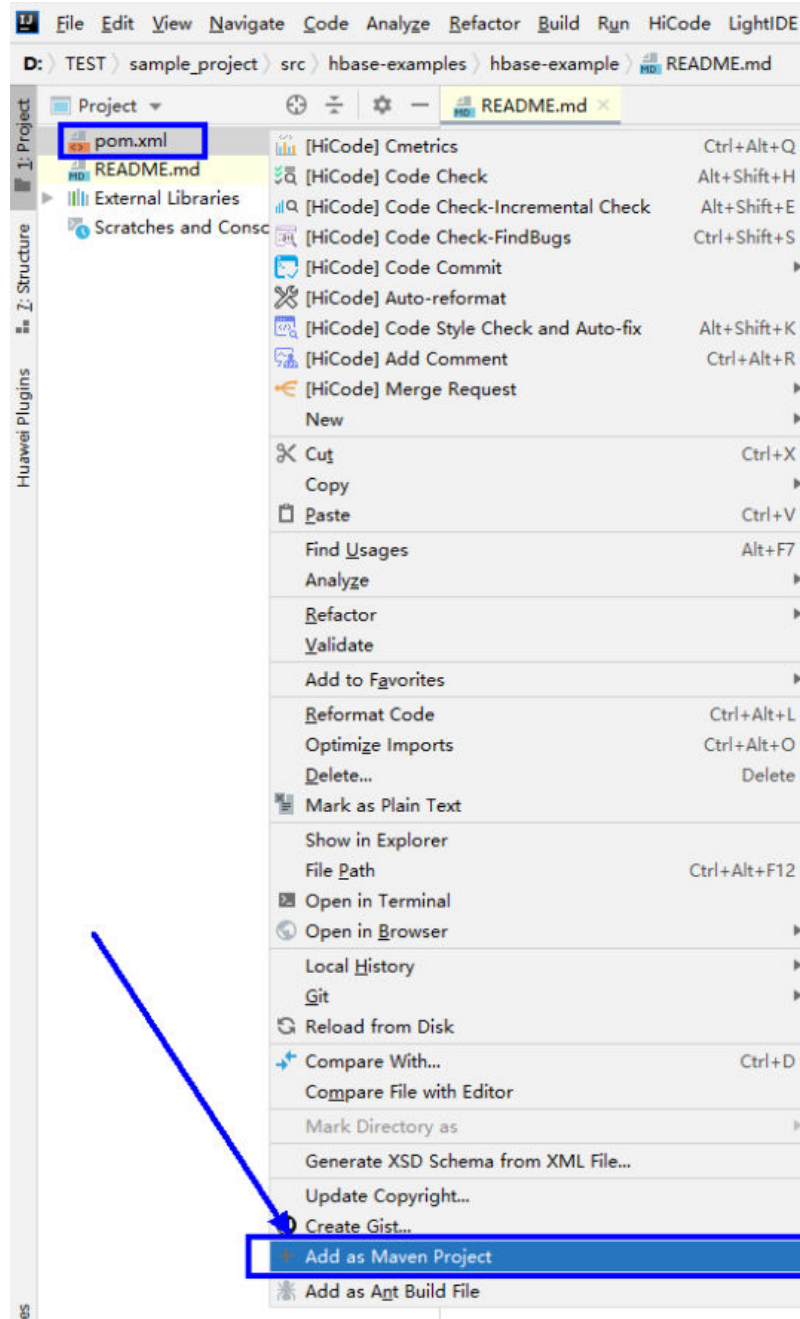 File Edit View Navigate Code Analyze Refactor Build Run HiCode LightIDE
D: TEST sample_project src hbase-examples hbase-example README.md
Project README.md
1: Project
pom.xml
README.md
External Libraries
Scratches and Consc
Z: Structure
Huawei Plugins
[HiCode] Cmetrics Ctrl+Alt+Q
[HiCode] Code Check Alt+Shift+H
[HiCode] Code Check-Incremental Check Alt+Shift+E
[HiCode] Code Check-FindBugs Ctrl+Shift+S
[HiCode] Code Commit
[HiCode] Auto-reformat
[HiCode] Code Style Check and Auto-fix Alt+Shift+K
[HiCode] Add Comment Ctrl+Alt+R
[HiCode] Merge Request
New
Cut Ctrl+X
Copy
Paste Ctrl+V
Find Usages Alt+F7
Analyze
Refactor
Validate
Add to Favorites
Reformat Code Ctrl+Alt+L
Optimize Imports Ctrl+Alt+O
Delete... Delete
Mark as Plain Text
Show in Explorer
File Path Ctrl+Alt+F12
Open in Terminal
Open in Browser
Local History
Git
Reload from Disk
Compare With... Ctrl+D
Compare File with Editor
Mark Directory as
Generate XSD Schema from XML File...
Update Copyright...
Create Gist...
Add as Maven Project
Add as Ant Build File
es